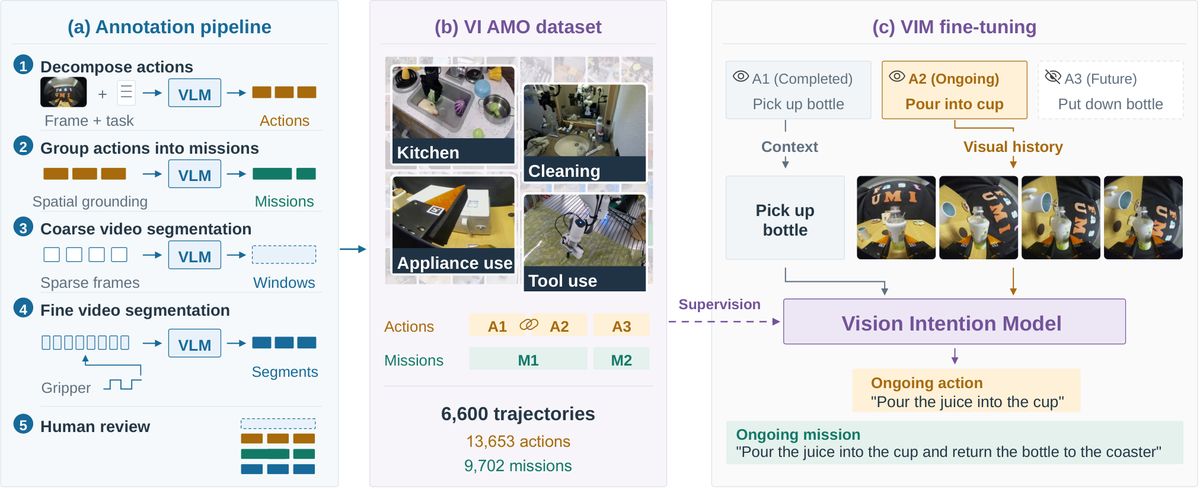 (a) Annotation pipeline
1 Decompose actions
+ VLM
Frame + task Actions
2 Group actions into missions
VLM
Spatial grounding Missions
3 Coarse video segmentation
VLM
Sparse frames Windows
4 Fine video segmentation
VLM
Segments
Gripper
5 Human review
(b) VI AMO dataset
Kitchen
Cleaning
Appliance use
Tool use
Actions A1 A2 A3
Missions M1 M2
6,600 trajectories
13,653 actions
9,702 missions
Supervision
(c) VIM fine-tuning
A1 (Completed)
Pick up bottle
A2 (Ongoing)
Pour into cup
A3 (Future)
Put down bottle
Context
Visual history
Pick up
bottle
UMI
UMI
UMI
UMI
Vision Intention Model
Ongoing action
"Pour the juice into the cup"
Ongoing mission
"Pour the juice into the cup and return the bottle to the coaster"